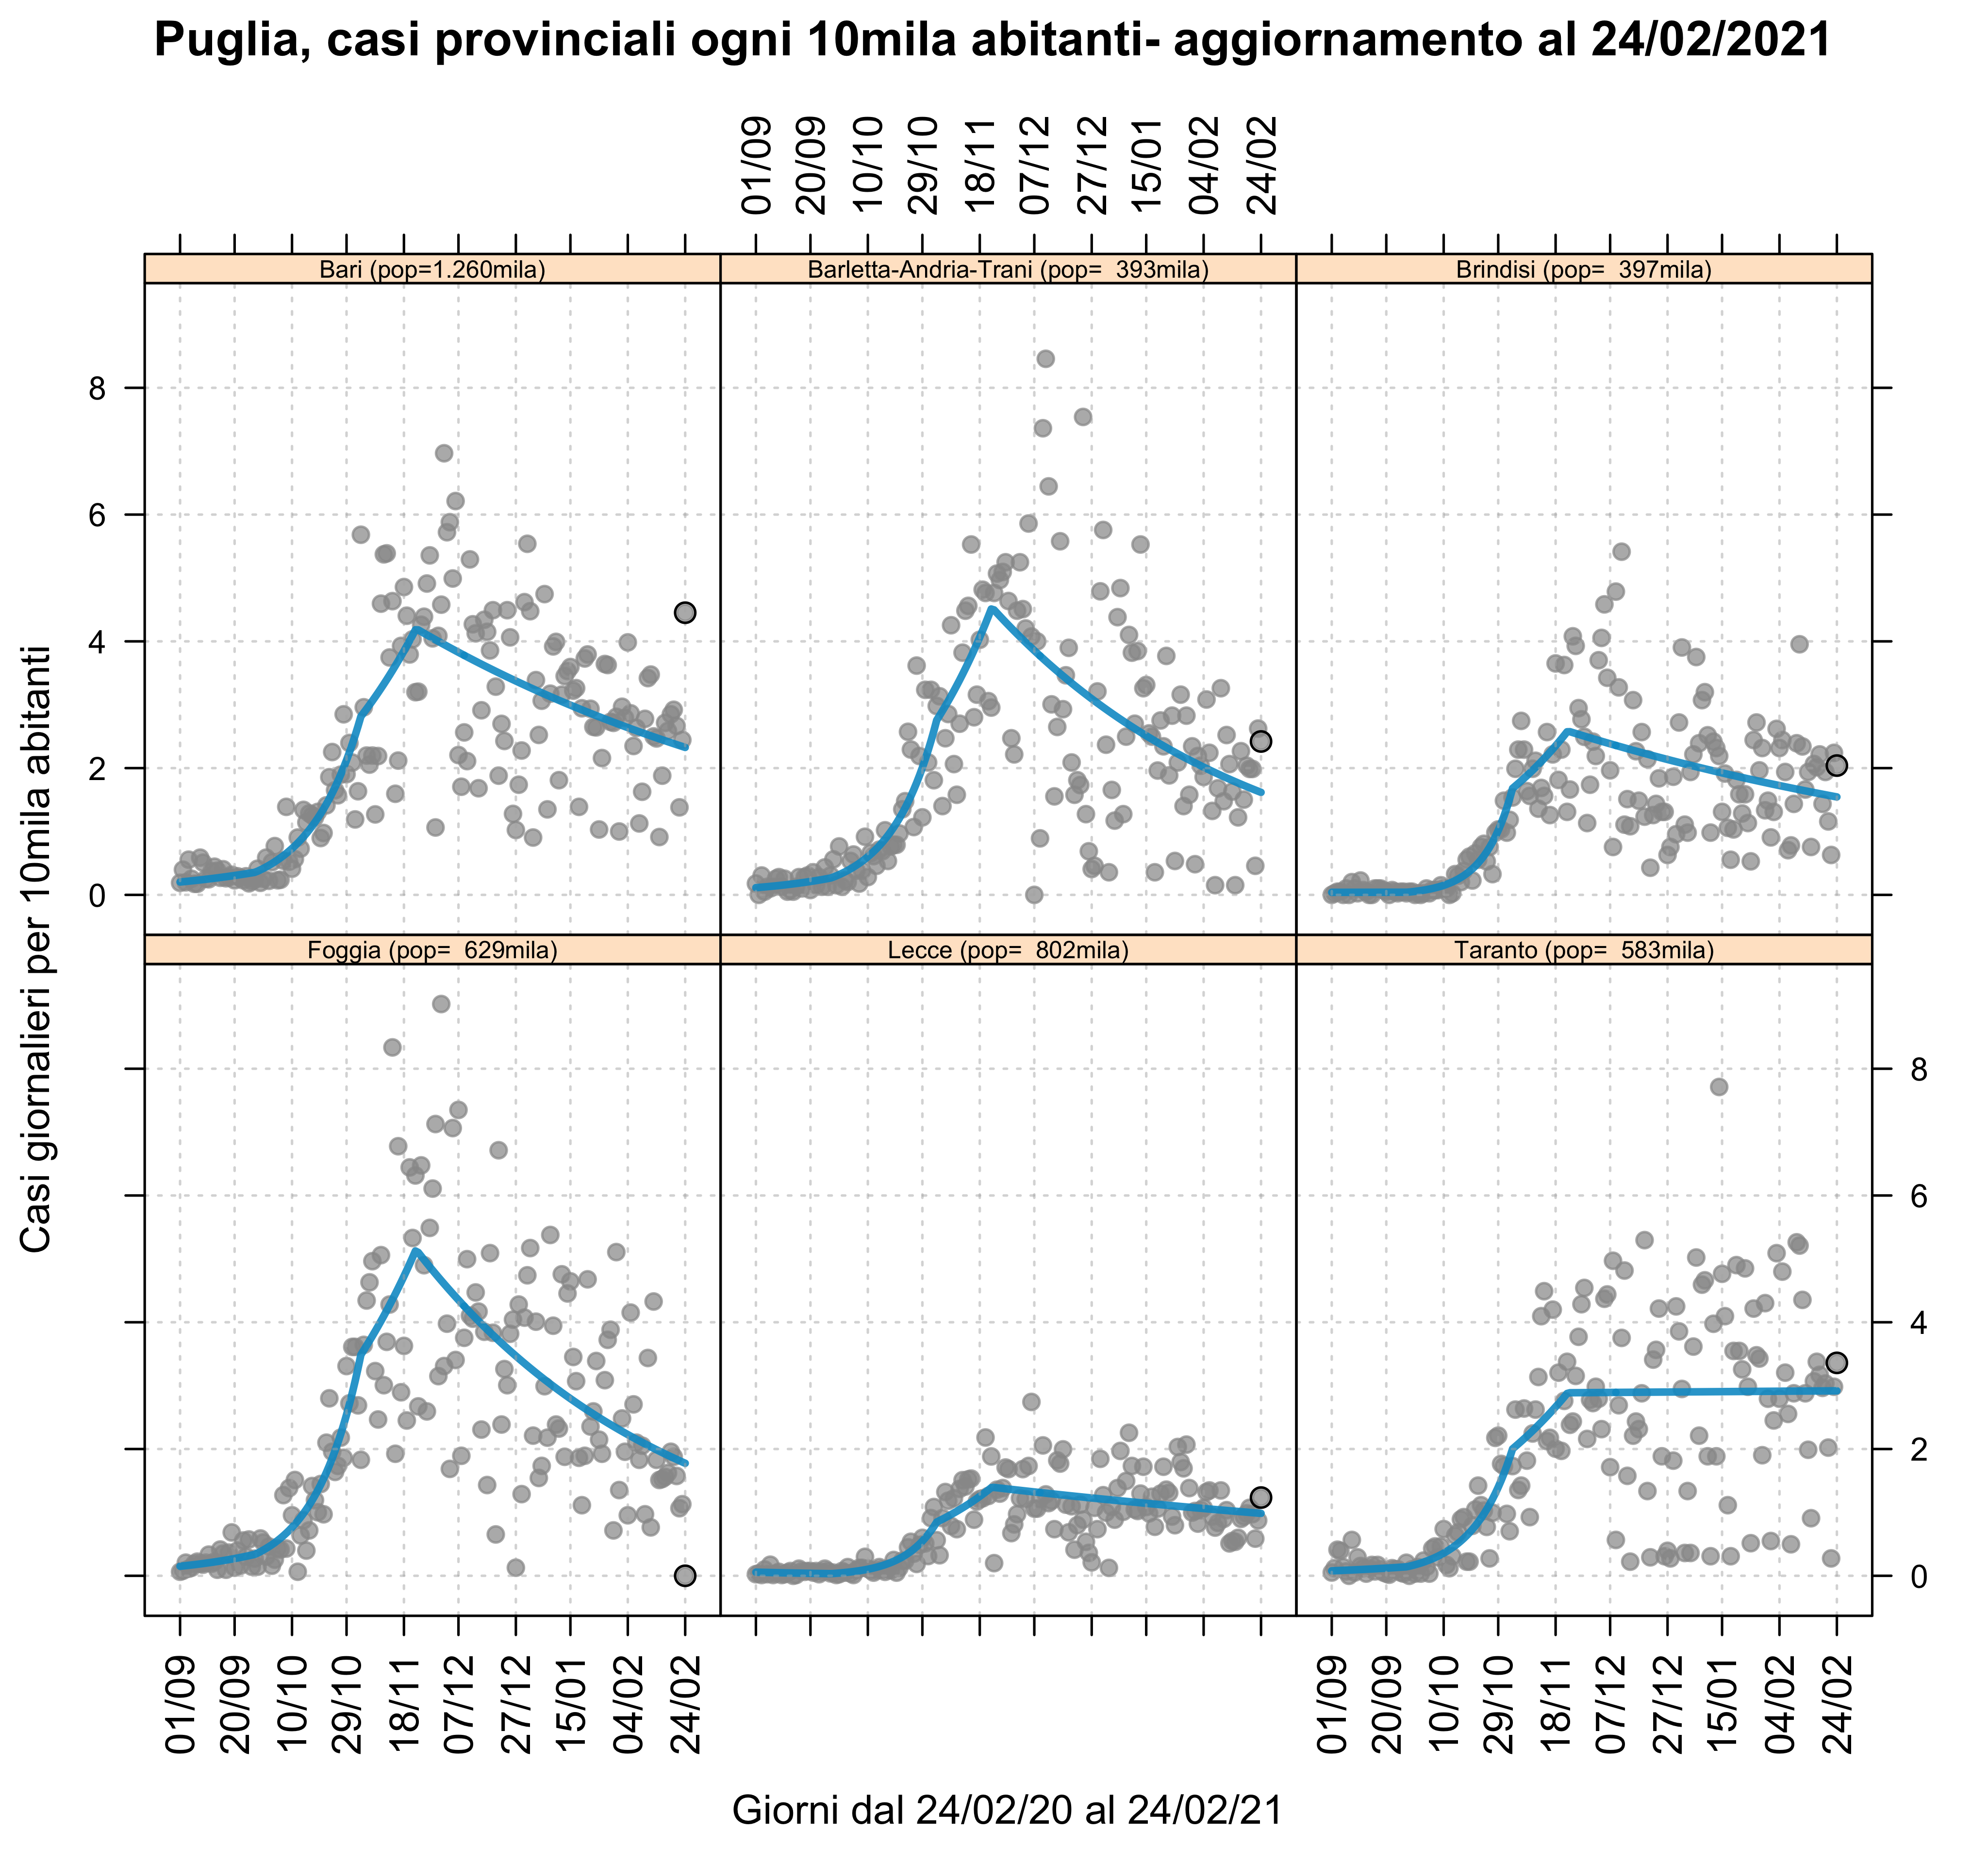 Puglia, casi provinciali ogni 10mila abitanti- aggiornamento al 24/02/2021
01/09 20/09 10/10 29/10 18/11 07/12 27/12 15/01 04/02 24/02
Bari (pop=1.260mila)
Barletta-Andria-Trani (pop= 393mila)
Brindisi (pop= 397mila)
8
6
4
2
0
Casi giornalieri per 10mila abitanti
Foggia (pop= 629mila)
Lecce (pop= 802mila)
Taranto (pop= 583mila)
8
6
4
2
0
01/09 20/09 10/10 29/10 18/11 07/12 27/12 15/01 04/02 24/02
01/09 20/09 10/10 29/10 18/11 07/12 27/12 15/01 04/02 24/02
Giorni dal 24/02/20 al 24/02/21